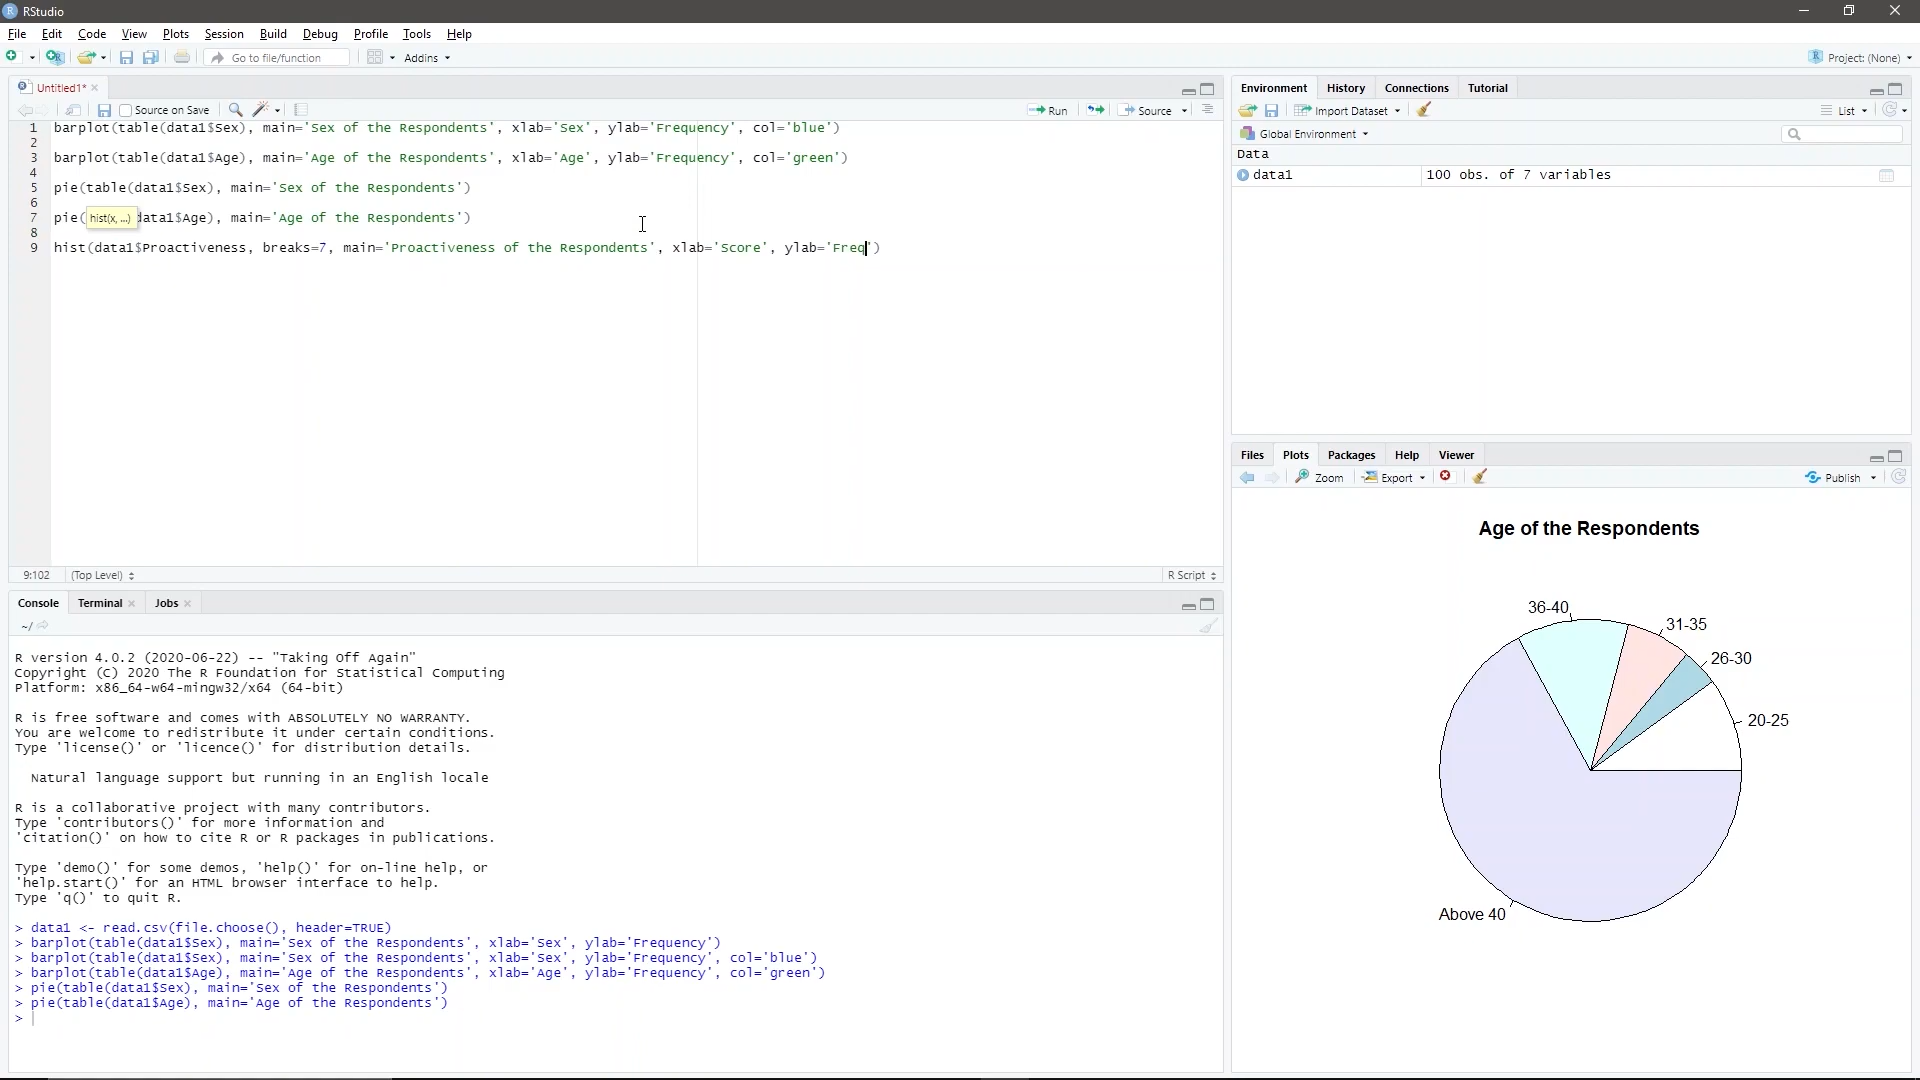 RStudio
File Edit Code View Plots Session Build Debug Profile Tools Help
Go to file/function Addins Project: (None)
Untitled1*
Source on Save Run Source
1 barplot(table(data1$Sex), main='Sex of the Respondents', xlab='Sex', ylab='Frequency', col='blue')
2
3 barplot(table(data1$Age), main='Age of the Respondents', xlab='Age', ylab='Frequency', col='green')
4
5 pie(table(data1$Sex), main='Sex of the Respondents')
6
7 pie( hist(x, ...) data1$Age), main='Age of the Respondents')
8
9 hist(data1$Proactiveness, breaks=7, main='Proactiveness of the Respondents', xlab='Score', ylab='Freq')
9:102 (Top Level) R Script
Console Terminal Jobs
~/
R version 4.0.2 (2020-06-22) -- "Taking Off Again"
Copyright (C) 2020 The R Foundation for Statistical Computing
Platform: x86_64-w64-mingw32/x64 (64-bit)
R is free software and comes with ABSOLUTELY NO WARRANTY.
You are welcome to redistribute it under certain conditions.
Type 'license()' or 'licence()' for distribution details.
Natural language support but running in an English locale
R is a collaborative project with many contributors.
Type 'contributors()' for more information and
'citation()' on how to cite R or R packages in publications.
Type 'demo()' for some demos, 'help()' for on-line help, or
'help.start()' for an HTML browser interface to help.
Type 'q()' to quit R.
> data1 <- read.csv(file.choose(), header=TRUE)
> barplot(table(data1$Sex), main='Sex of the Respondents', xlab='Sex', ylab='Frequency')
> barplot(table(data1$Sex), main='Sex of the Respondents', xlab='Sex', ylab='Frequency', col='blue')
> barplot(table(data1$Age), main='Age of the Respondents', xlab='Age', ylab='Frequency', col='green')
> pie(table(data1$Sex), main='Sex of the Respondents')
> pie(table(data1$Age), main='Age of the Respondents')
>
Environment History Connections Tutorial
Import Dataset List
Global Environment
Data
data1 100 obs. of 7 variables
Files Plots Packages Help Viewer
Zoom Export Publish
Age of the Respondents
36-40
31-35
26-30
20-25
Above 40